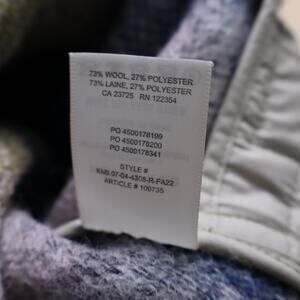 73% WOOL, 27% POLYESTER
73% LAINE, 27% POLYESTER
CA 23725 RN 122354
PO 4500178199
PO 4500178200
PO 4500178341
STYLE #
KNB.07-04-4308-R-FA22
ARTICLE # 100735